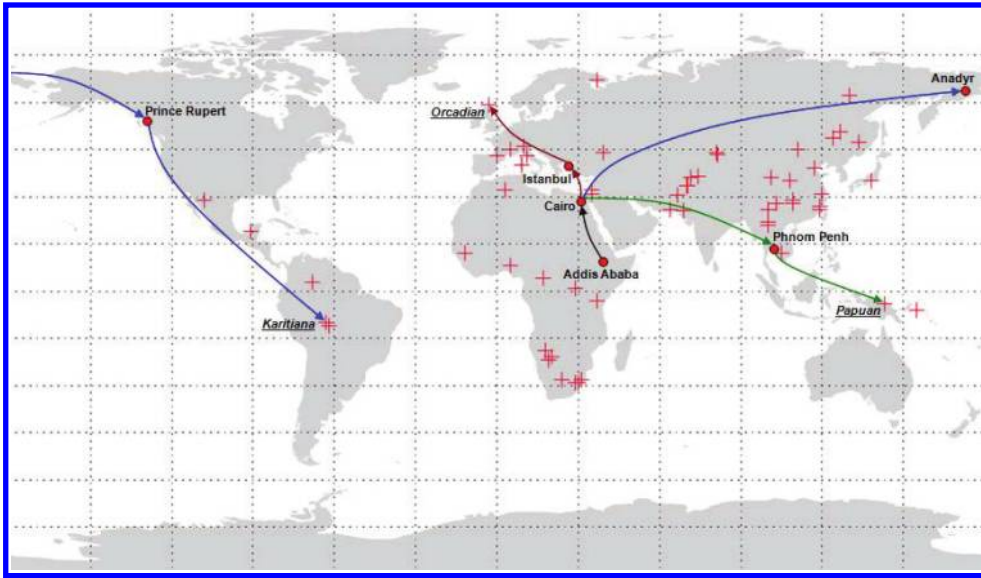 Anadyr
Prince Rupert
Orcadian
Istanbul
Cairo
Phnom Penh
Addis Ababa
Karitiana
Papuan